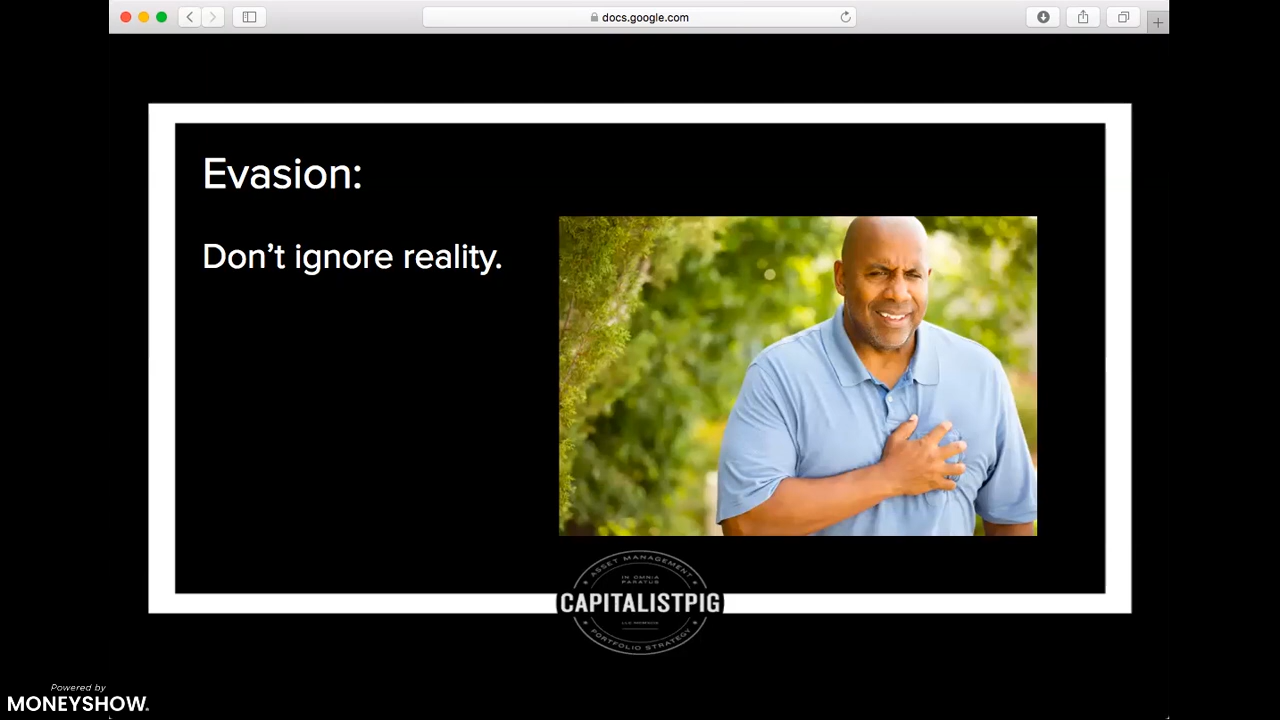 docs.google.com
Evasion:
Don’t ignore reality.
ASSET MANAGEMENT
IN OMNIA
PARATUS
CAPITALISTPIG
PORTFOLIO STRATEGY
Powered by
MONEYSHOW.